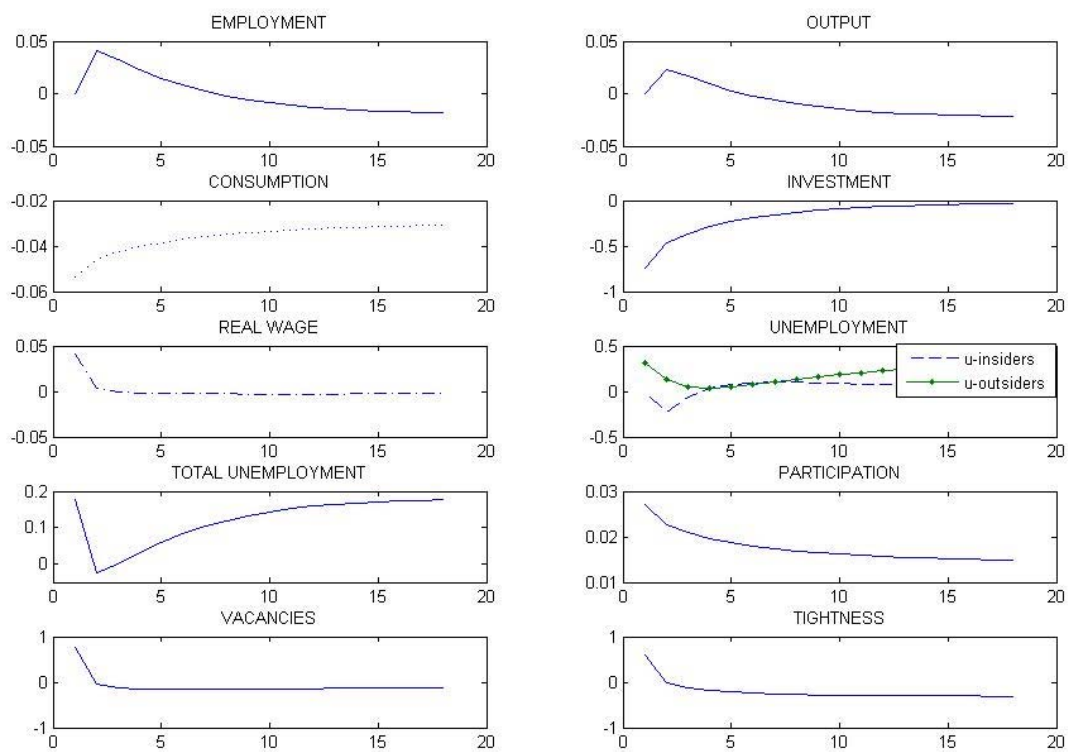 EMPLOYMENT
0.05
0
-0.05
0 5 10 15 20
OUTPUT
0.05
0
-0.05
0 5 10 15 20
CONSUMPTION
-0.02
-0.04
-0.06
0 5 10 15 20
INVESTMENT
0
-0.5
-1
0 5 10 15 20
REAL WAGE
0.05
0
-0.05
0 5 10 15 20
UNEMPLOYMENT
0.5
0
-0.5
0 5 10 15 20
u-insiders
u-outsiders
TOTAL UNEMPLOYMENT
0.2
0.1
0
0 5 10 15 20
PARTICIPATION
0.03
0.02
0.01
0 5 10 15 20
VACANCIES
1
0
-1
0 5 10 15 20
TIGHTNESS
1
0
-1
0 5 10 15 20